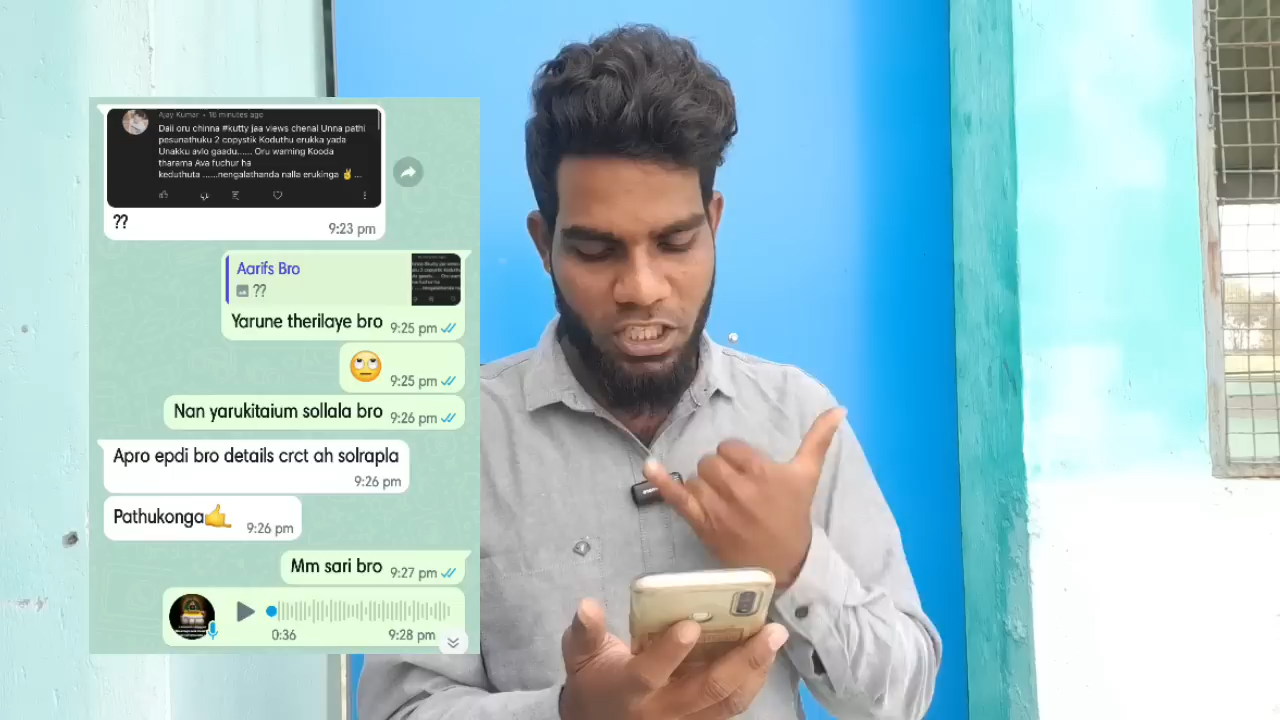 Ajay Kumar • 16 minutes ago
Daii oru chinna #kutty jaa views chenal Unna pathi
pesunathuku 2 copystik Koduthu erukka yada
Unakku avlo gaadu...... Oru warning Kooda
tharama Ava fuchur ha
keduthuta ......nengalathanda nalla erukinga ✌️...
??
9:23 pm
Aarifs Bro
??
Yarune therilaye bro 9:25 pm
🙄 9:25 pm
Nan yarukitaium sollala bro 9:26 pm
Apro epdi bro details crct ah solrapla
9:26 pm
Pathukonga🤙 9:26 pm
Mm sari bro 9:27 pm
0:36 9:28 pm